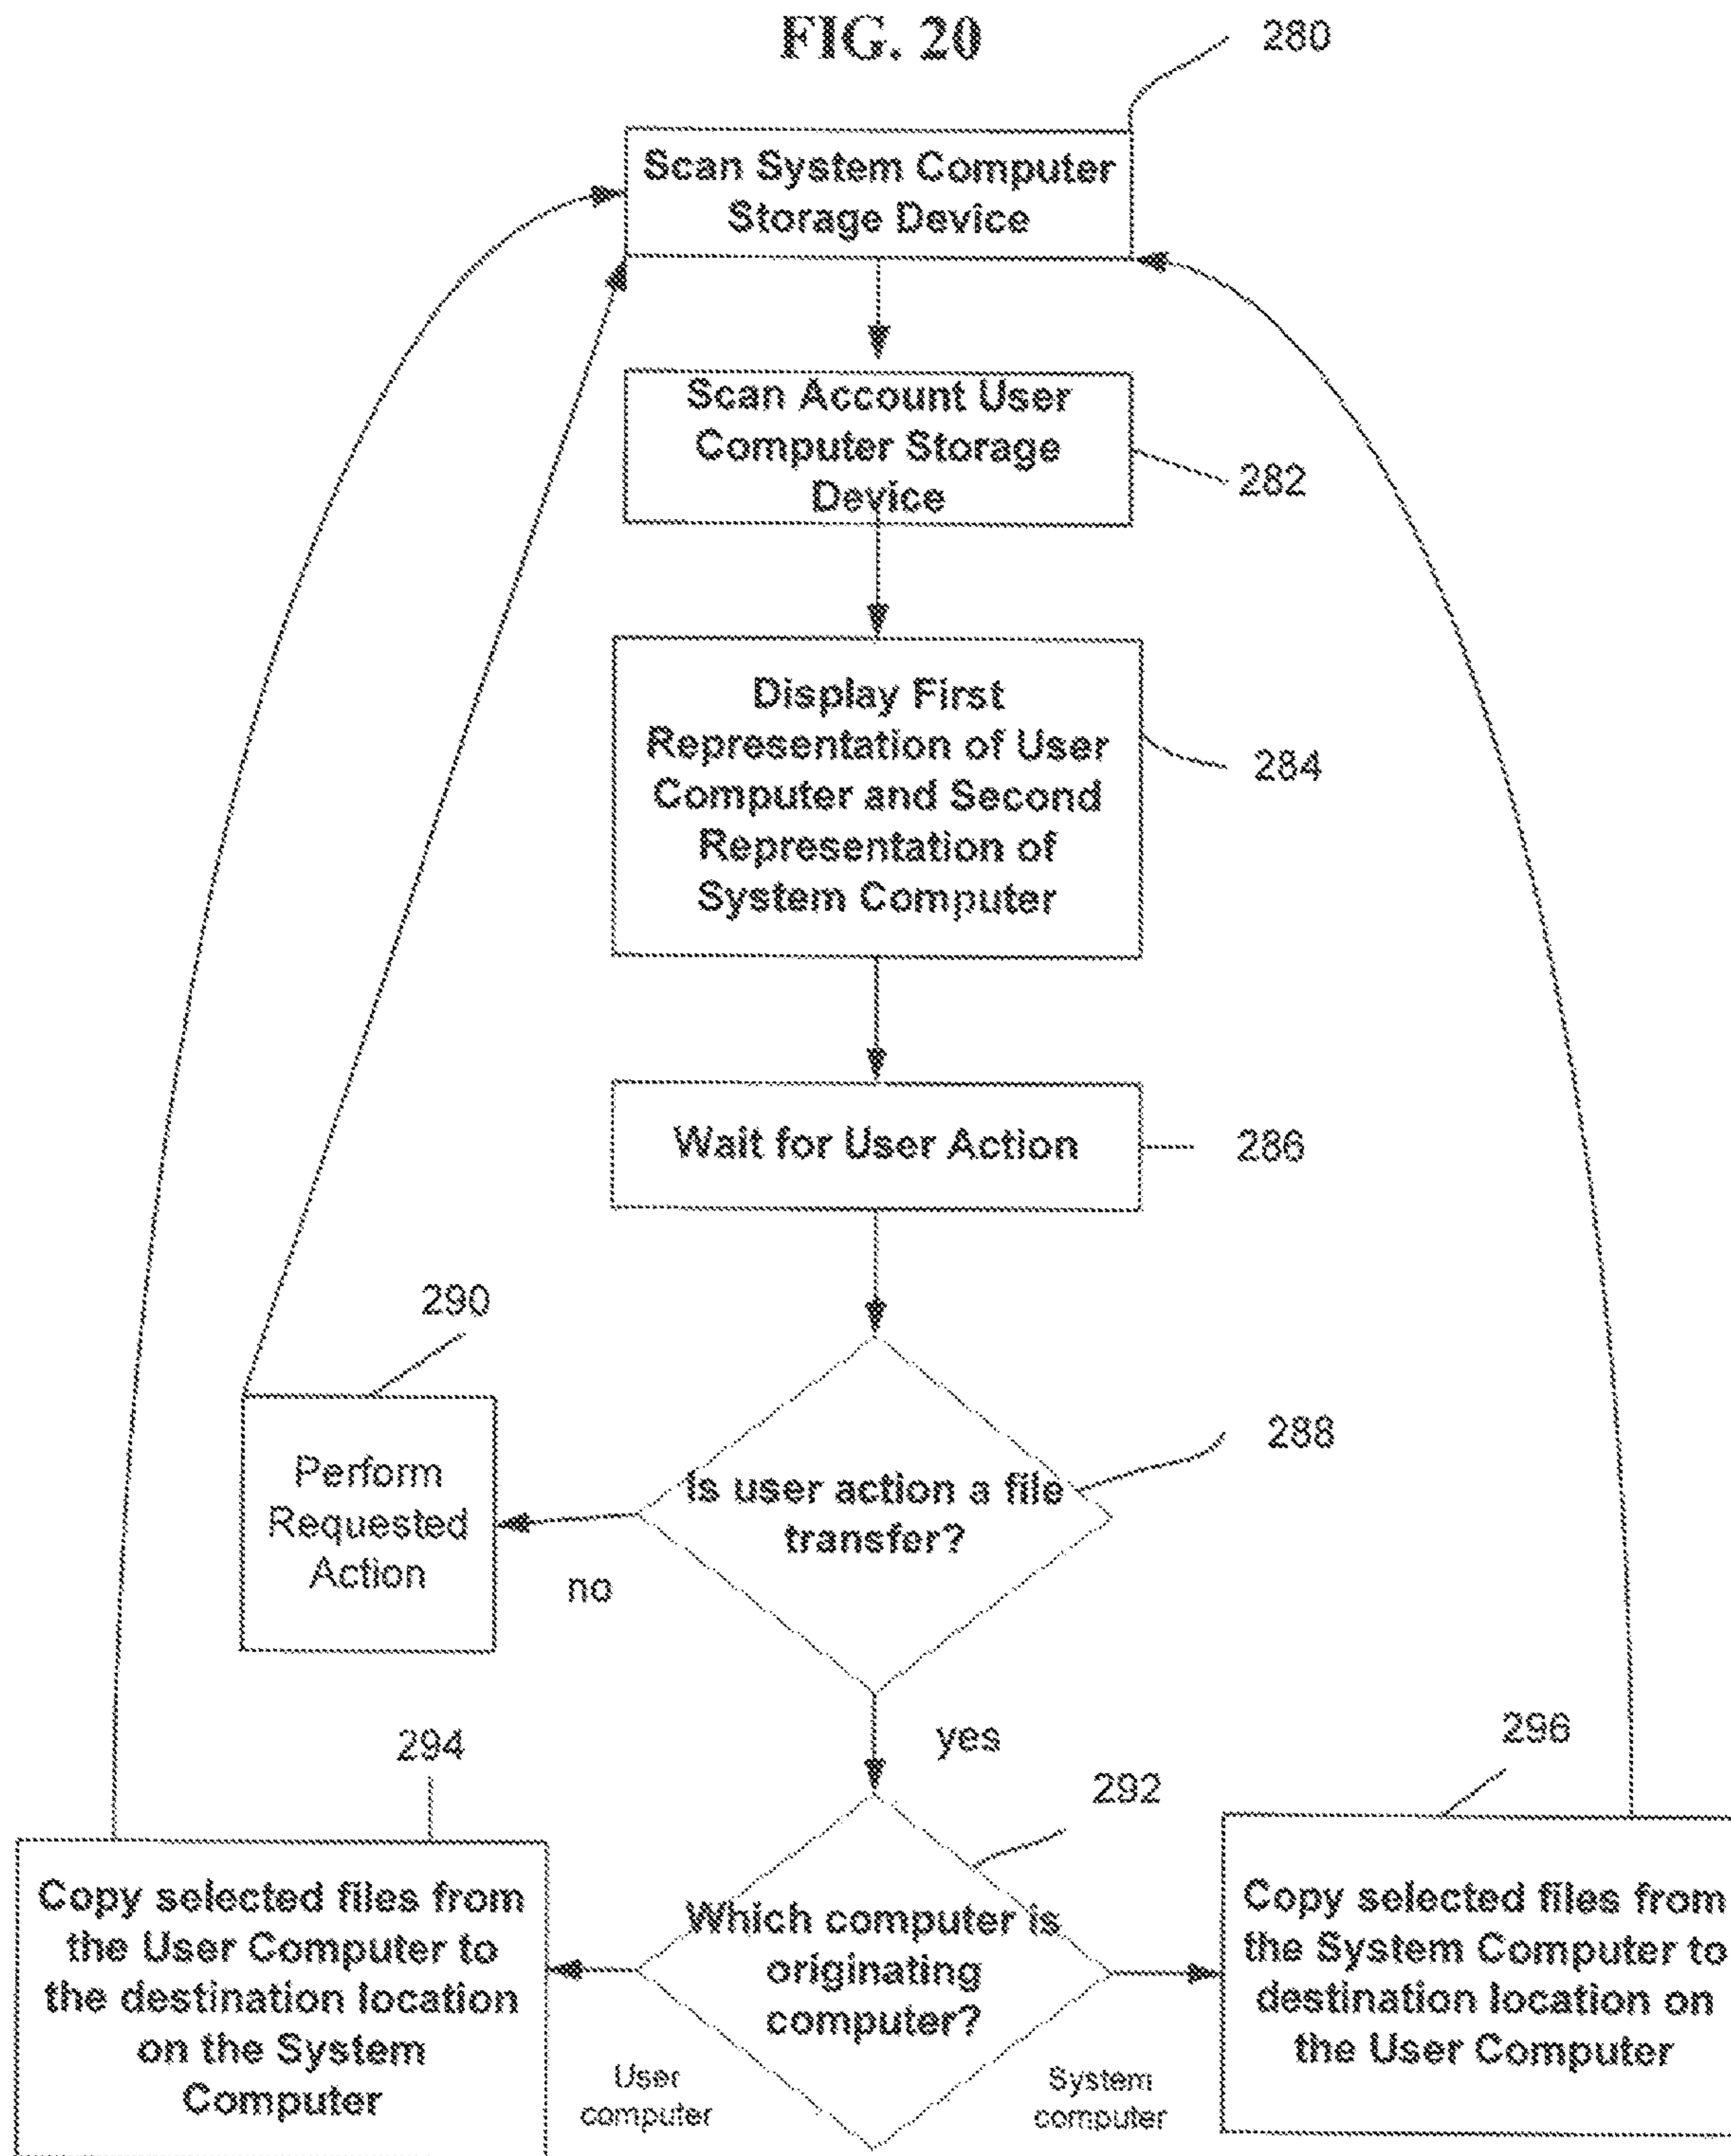 FIG. 20
280
Scan System Computer
Storage Device
Scan Account User
Computer Storage
Device
282
Display First
Representation of User
Computer and Second
Representation of
System Computer
284
Wait for User Action
286
290
288
Perform
Requested
Action
Is user action a file
transfer?
no
yes
294
292
296
Copy selected files from
the User Computer to
the destination location
on the System
Computer
Which computer is
originating
computer?
Copy selected files from
the System Computer to
destination location on
the User Computer
User
computer
System
computer